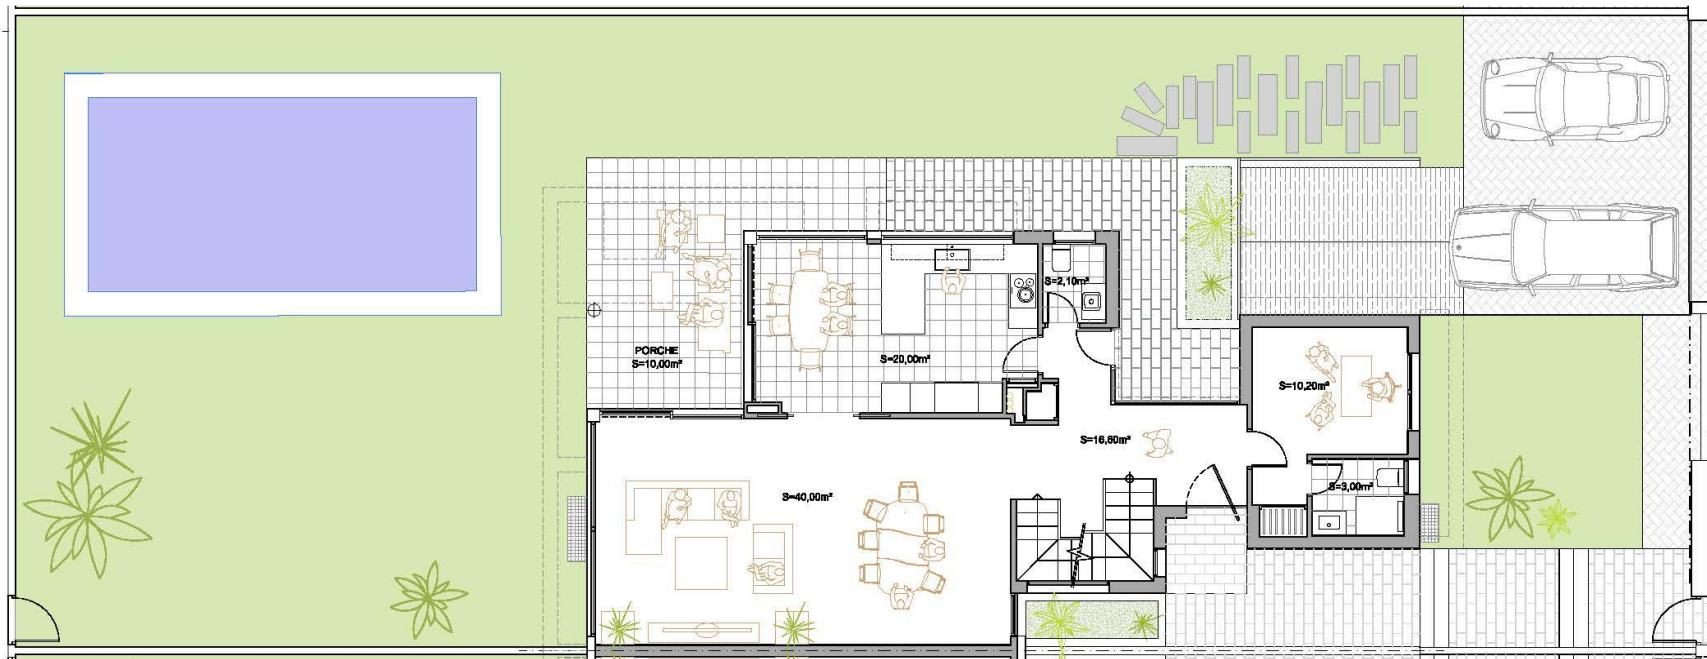 S=2,10m²
PORCHE
S=10,00m²
S=20,00m²
S=10,20m²
S=16,60m²
S=3,00m²
S=40,00m²